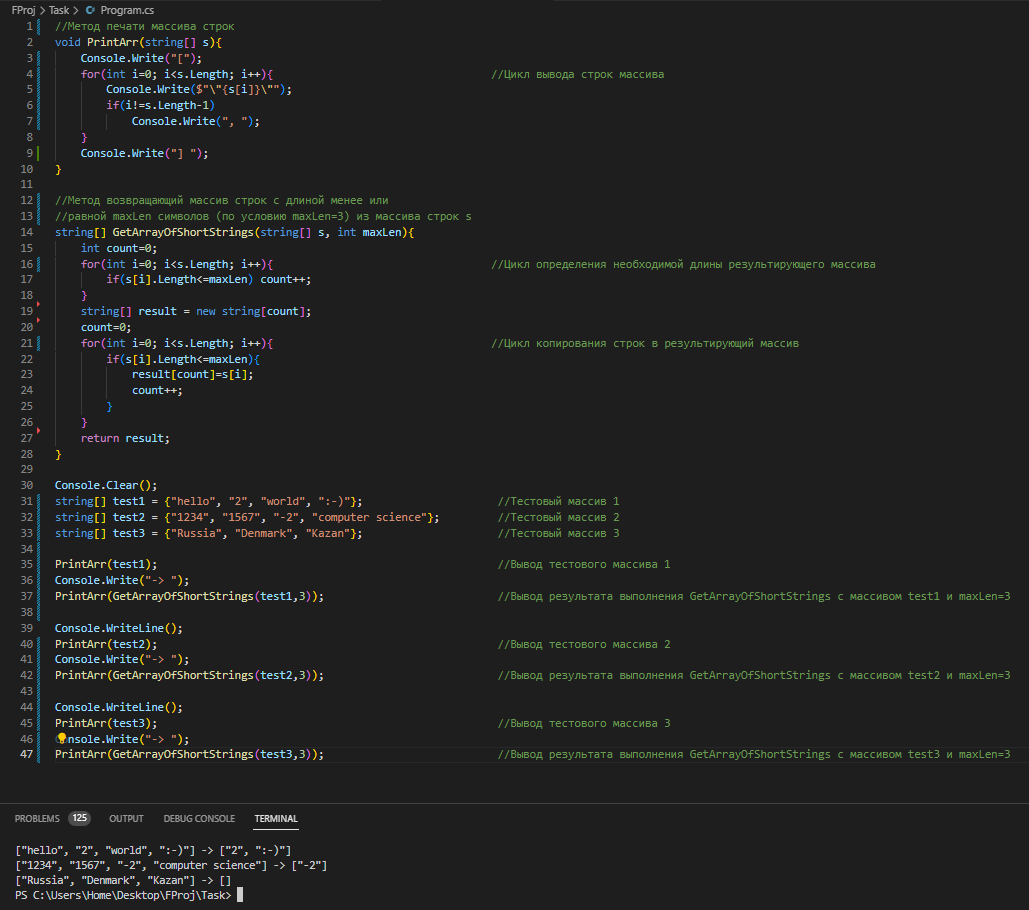 FProj > Task > Program.cs
1 //Метод печати массива строк
2 void PrintArr(string[] s){
3     Console.Write("[");
4     for(int i=0; i<s.Length; i++){ //Цикл вывода строк массива
5         Console.Write($"\"{s[i]}\"");
6         if(i!=s.Length-1)
7             Console.Write(", ");
8     }
9     Console.Write("] ");
10 }
11
12 //Метод возвращающий массив строк с длиной менее или
13 //равной maxLen символов (по условию maxLen=3) из массива строк s
14 string[] GetArrayOfShortStrings(string[] s, int maxLen){
15     int count=0;
16     for(int i=0; i<s.Length; i++){ //Цикл определения необходимой длины результирующего массива
17         if(s[i].Length<=maxLen) count++;
18     }
19     string[] result = new string[count];
20     count=0;
21     for(int i=0; i<s.Length; i++){ //Цикл копирования строк в результирующий массив
22         if(s[i].Length<=maxLen){
23             result[count]=s[i];
24             count++;
25         }
26     }
27     return result;
28 }
29
30 Console.Clear();
31 string[] test1 = {"hello", "2", "world", ":-)"}; //Тестовый массив 1
32 string[] test2 = {"1234", "1567", "-2", "computer science"}; //Тестовый массив 2
33 string[] test3 = {"Russia", "Denmark", "Kazan"}; //Тестовый массив 3
34
35 PrintArr(test1); //Вывод тестового массива 1
36 Console.Write("-> ");
37 PrintArr(GetArrayOfShortStrings(test1,3)); //Вывод результата выполнения GetArrayOfShortStrings с массивом test1 и maxLen=3
38
39 Console.WriteLine();
40 PrintArr(test2); //Вывод тестового массива 2
41 Console.Write("-> ");
42 PrintArr(GetArrayOfShortStrings(test2,3)); //Вывод результата выполнения GetArrayOfShortStrings с массивом test2 и maxLen=3
43
44 Console.WriteLine();
45 PrintArr(test3); //Вывод тестового массива 3
46 nsole.Write("-> ");
47 PrintArr(GetArrayOfShortStrings(test3,3)); //Вывод результата выполнения GetArrayOfShortStrings с массивом test3 и maxLen=3
PROBLEMS 125 OUTPUT DEBUG CONSOLE TERMINAL
["hello", "2", "world", ":-)"] -> ["2", ":-)"]
["1234", "1567", "-2", "computer science"] -> ["-2"]
["Russia", "Denmark", "Kazan"] -> []
PS C:\Users\Home\Desktop\FProj\Task>